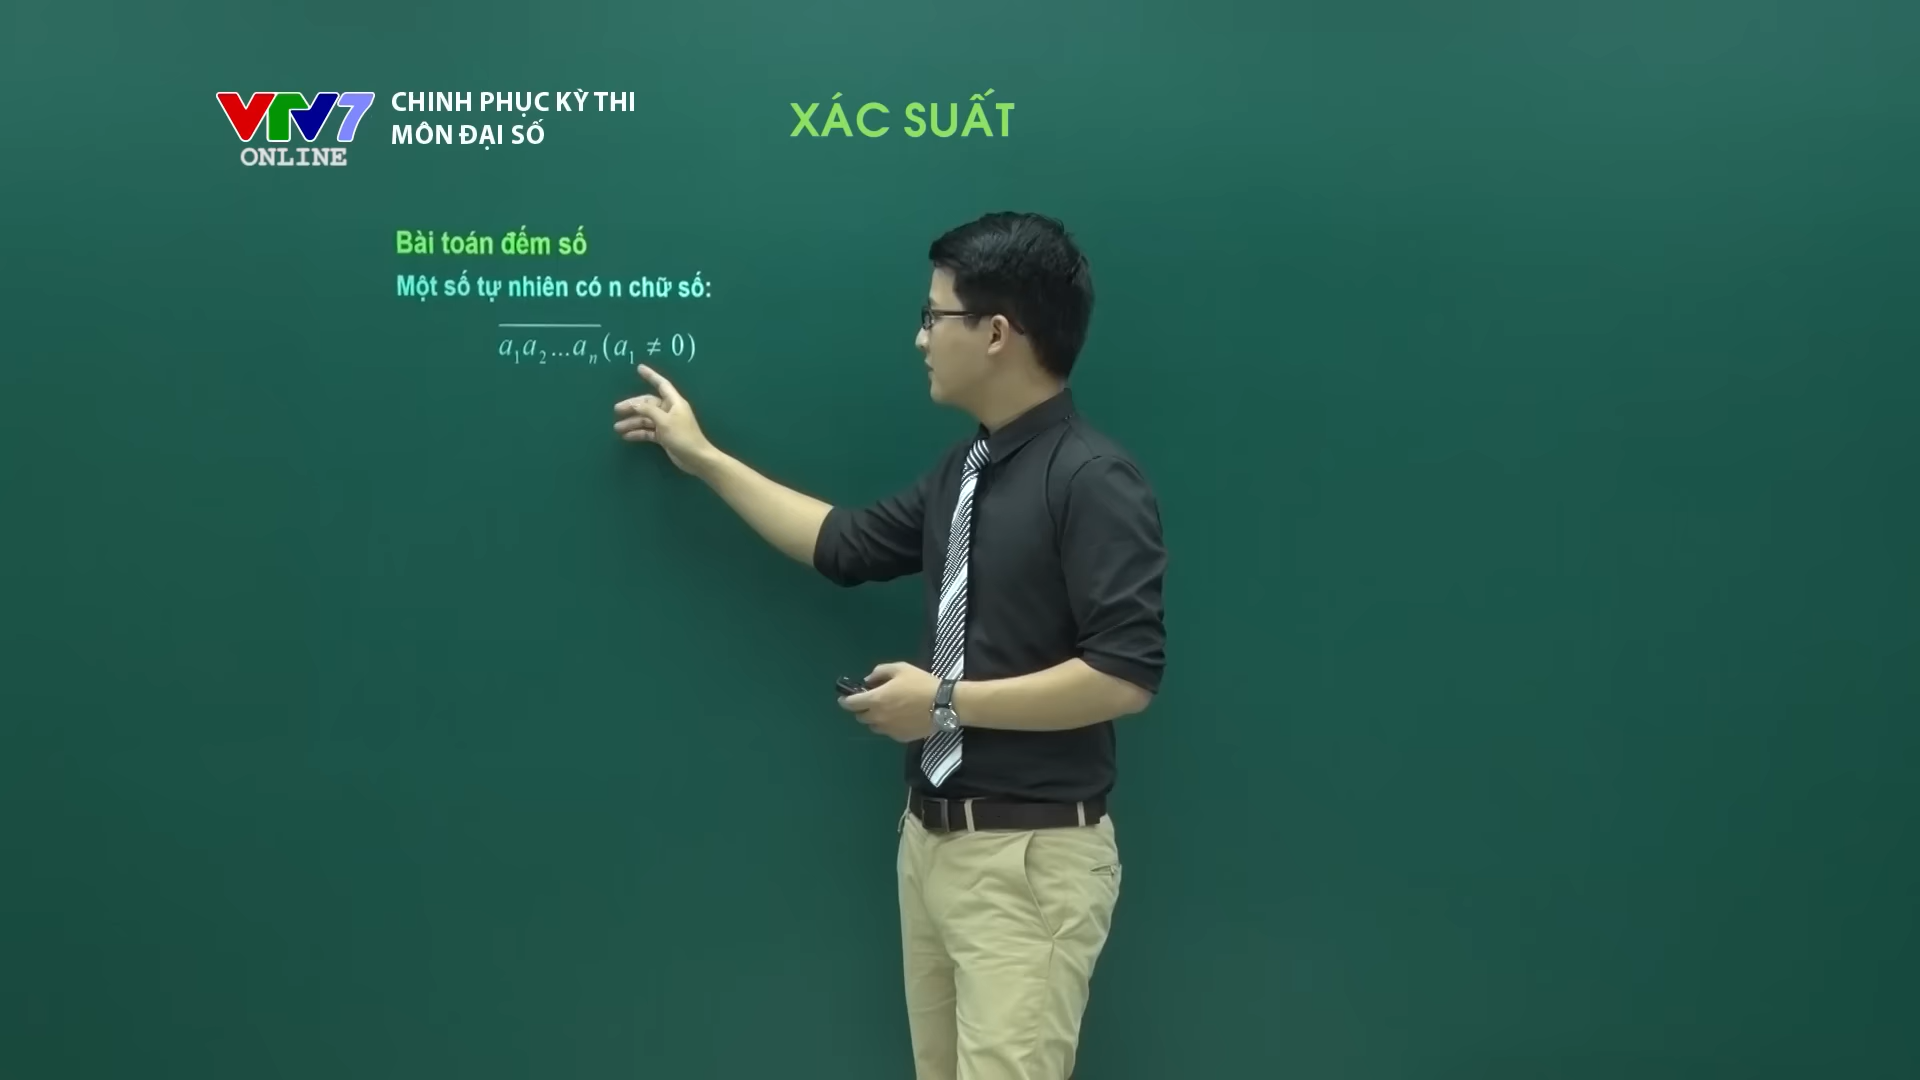 VTV7
ONLINE
CHINH PHỤC KỲ THI
MÔN ĐẠI SỐ
XÁC SUẤT
Bài toán đếm số
Một số tự nhiên có n chữ số:
a₁a₂...aₙ(a₁ ≠ 0)